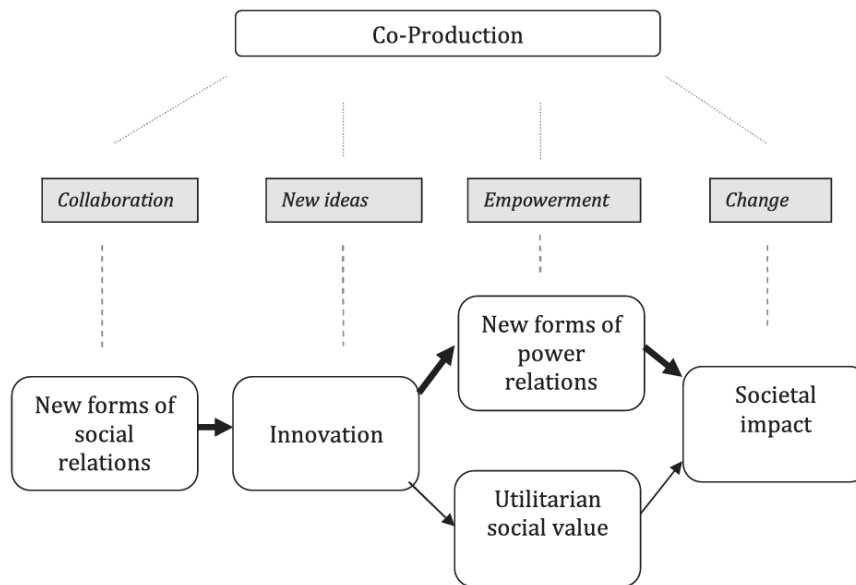 Co-Production
Collaboration
New ideas
Empowerment
Change
New forms of
social
relations
Innovation
New forms of
power
relations
Utilitarian
social value
Societal
impact